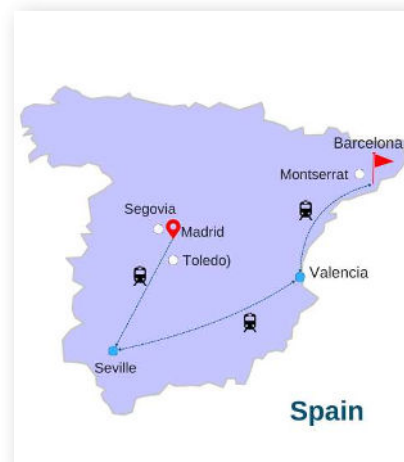 Barcelona
Montserrat
Segovia
Madrid
Toledo)
Valencia
Seville
Spain